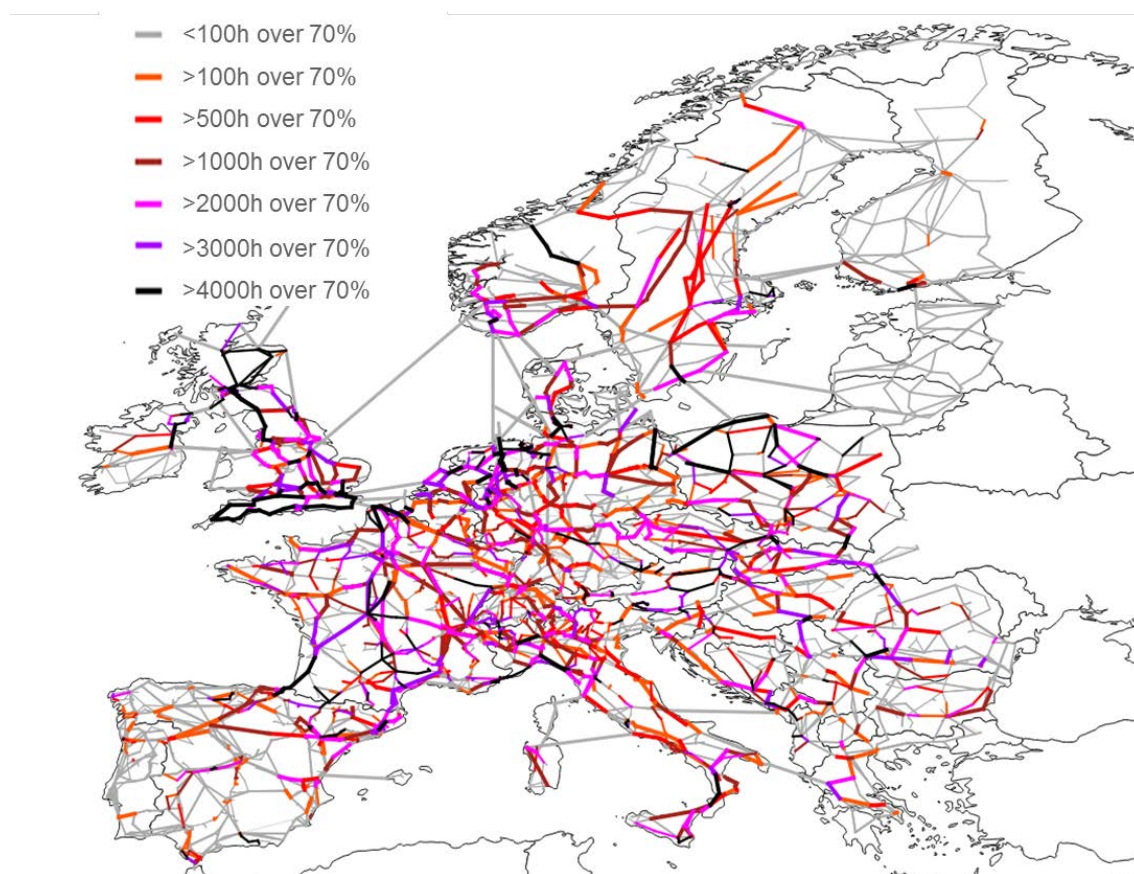 <100h over 70%
>100h over 70%
>500h over 70%
>1000h over 70%
>2000h over 70%
>3000h over 70%
>4000h over 70%